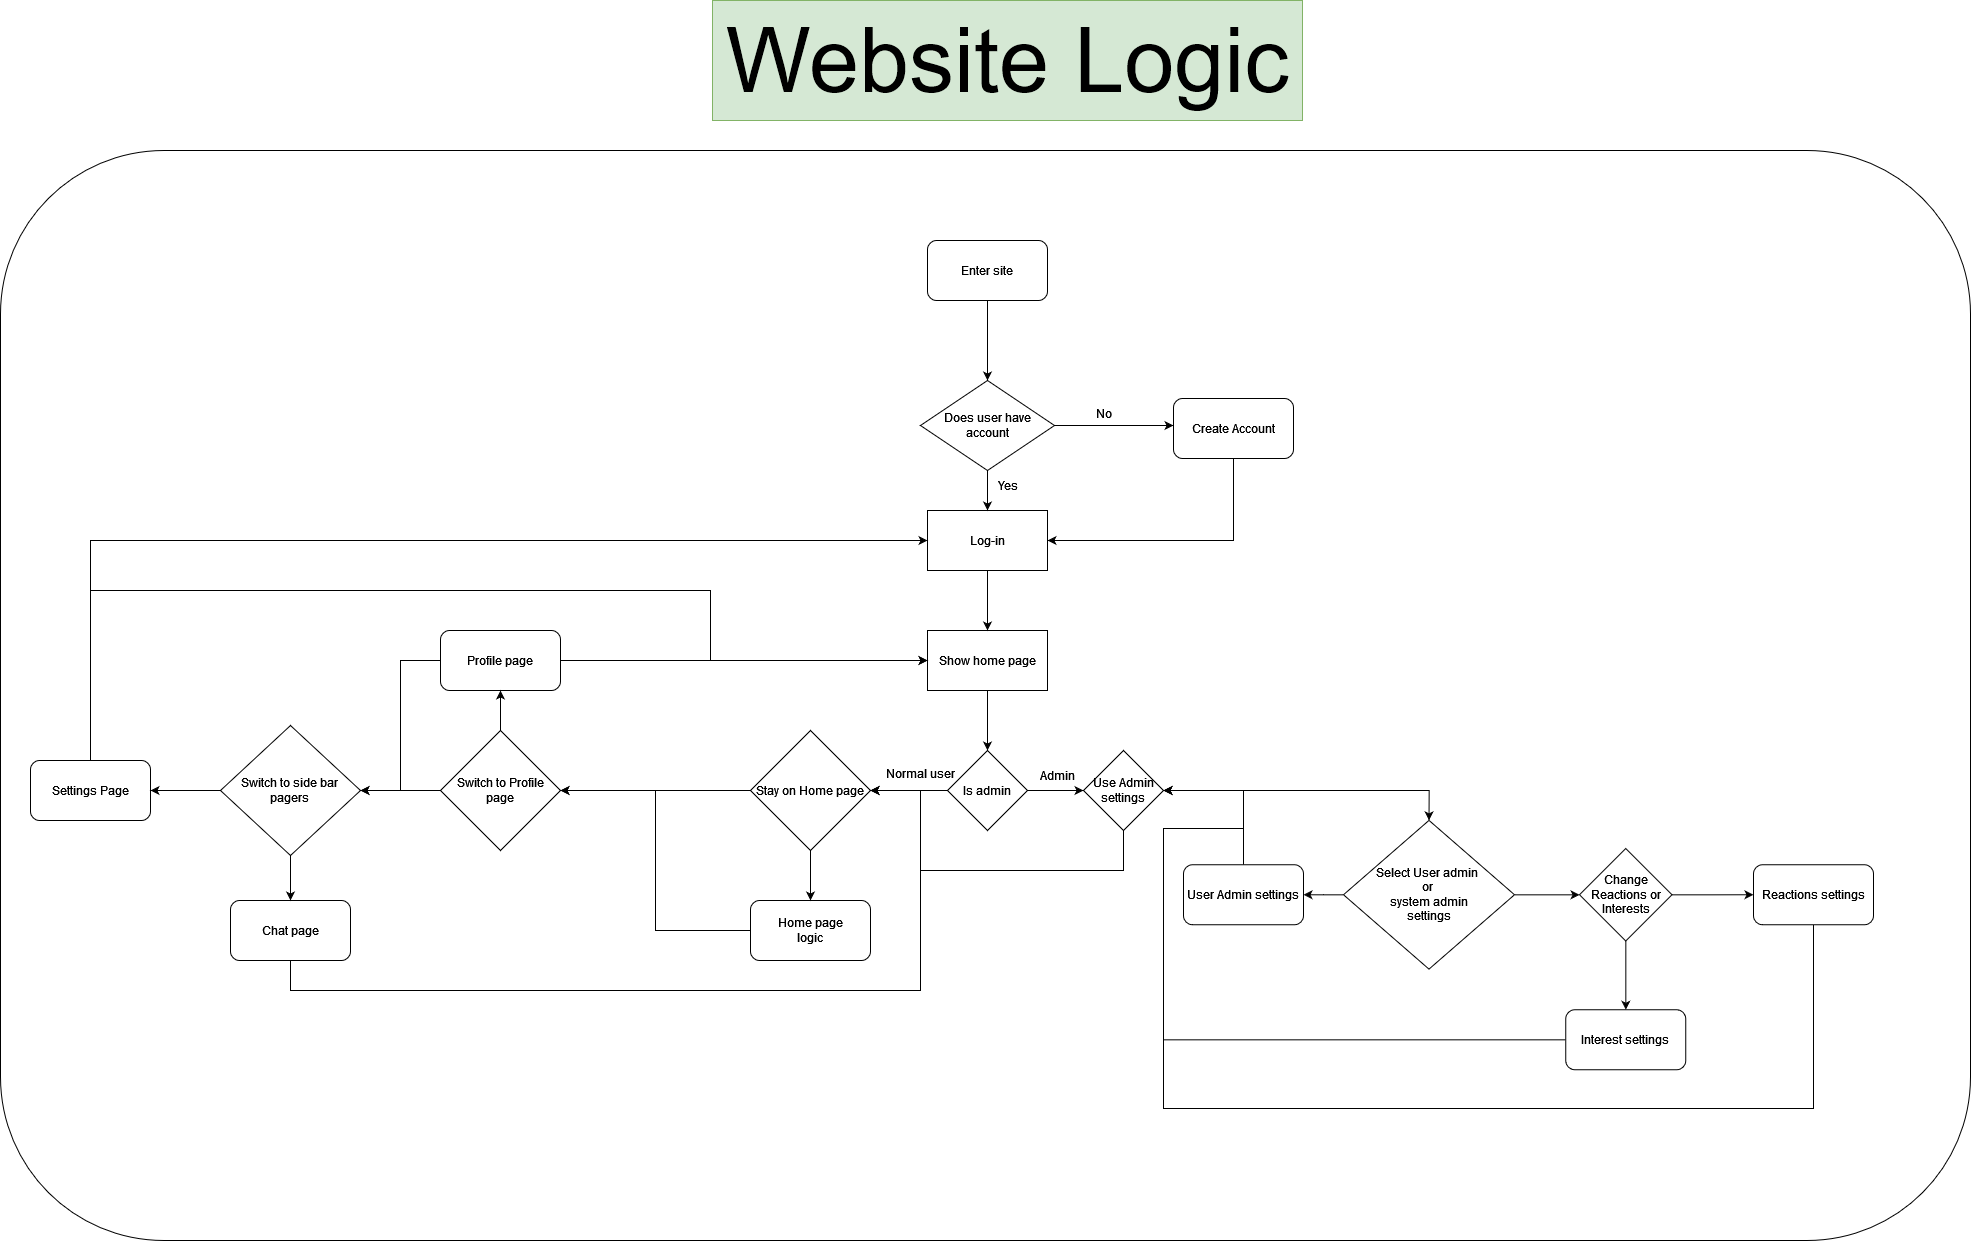 Website Logic
Enter site
Does user have
account
No
Create Account
Yes
Log-in
Profile page
Show home page
Settings Page
Switch to side bar
pagers
Switch to Profile
page
Stay on Home page
Normal user
Is admin
Admin
Use Admin
settings
Chat page
Home page
logic
User Admin settings
Select User admin
or
system admin
settings
Change
Reactions or
Interests
Reactions settings
Interest settings